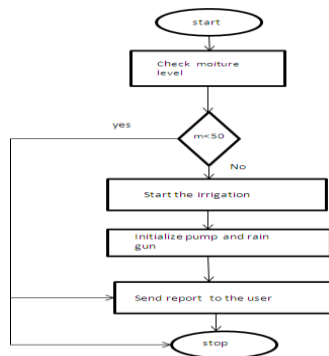 start
Check moiture
level
yes
m<50
No
Start the irrigation
Initialize pump and rain
gun
Send report to the user
stop